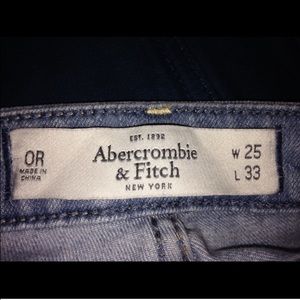 EST. 1892
0R
MADE IN
CHINA
Abercrombie
& Fitch
NEW YORK
W 25
L 33